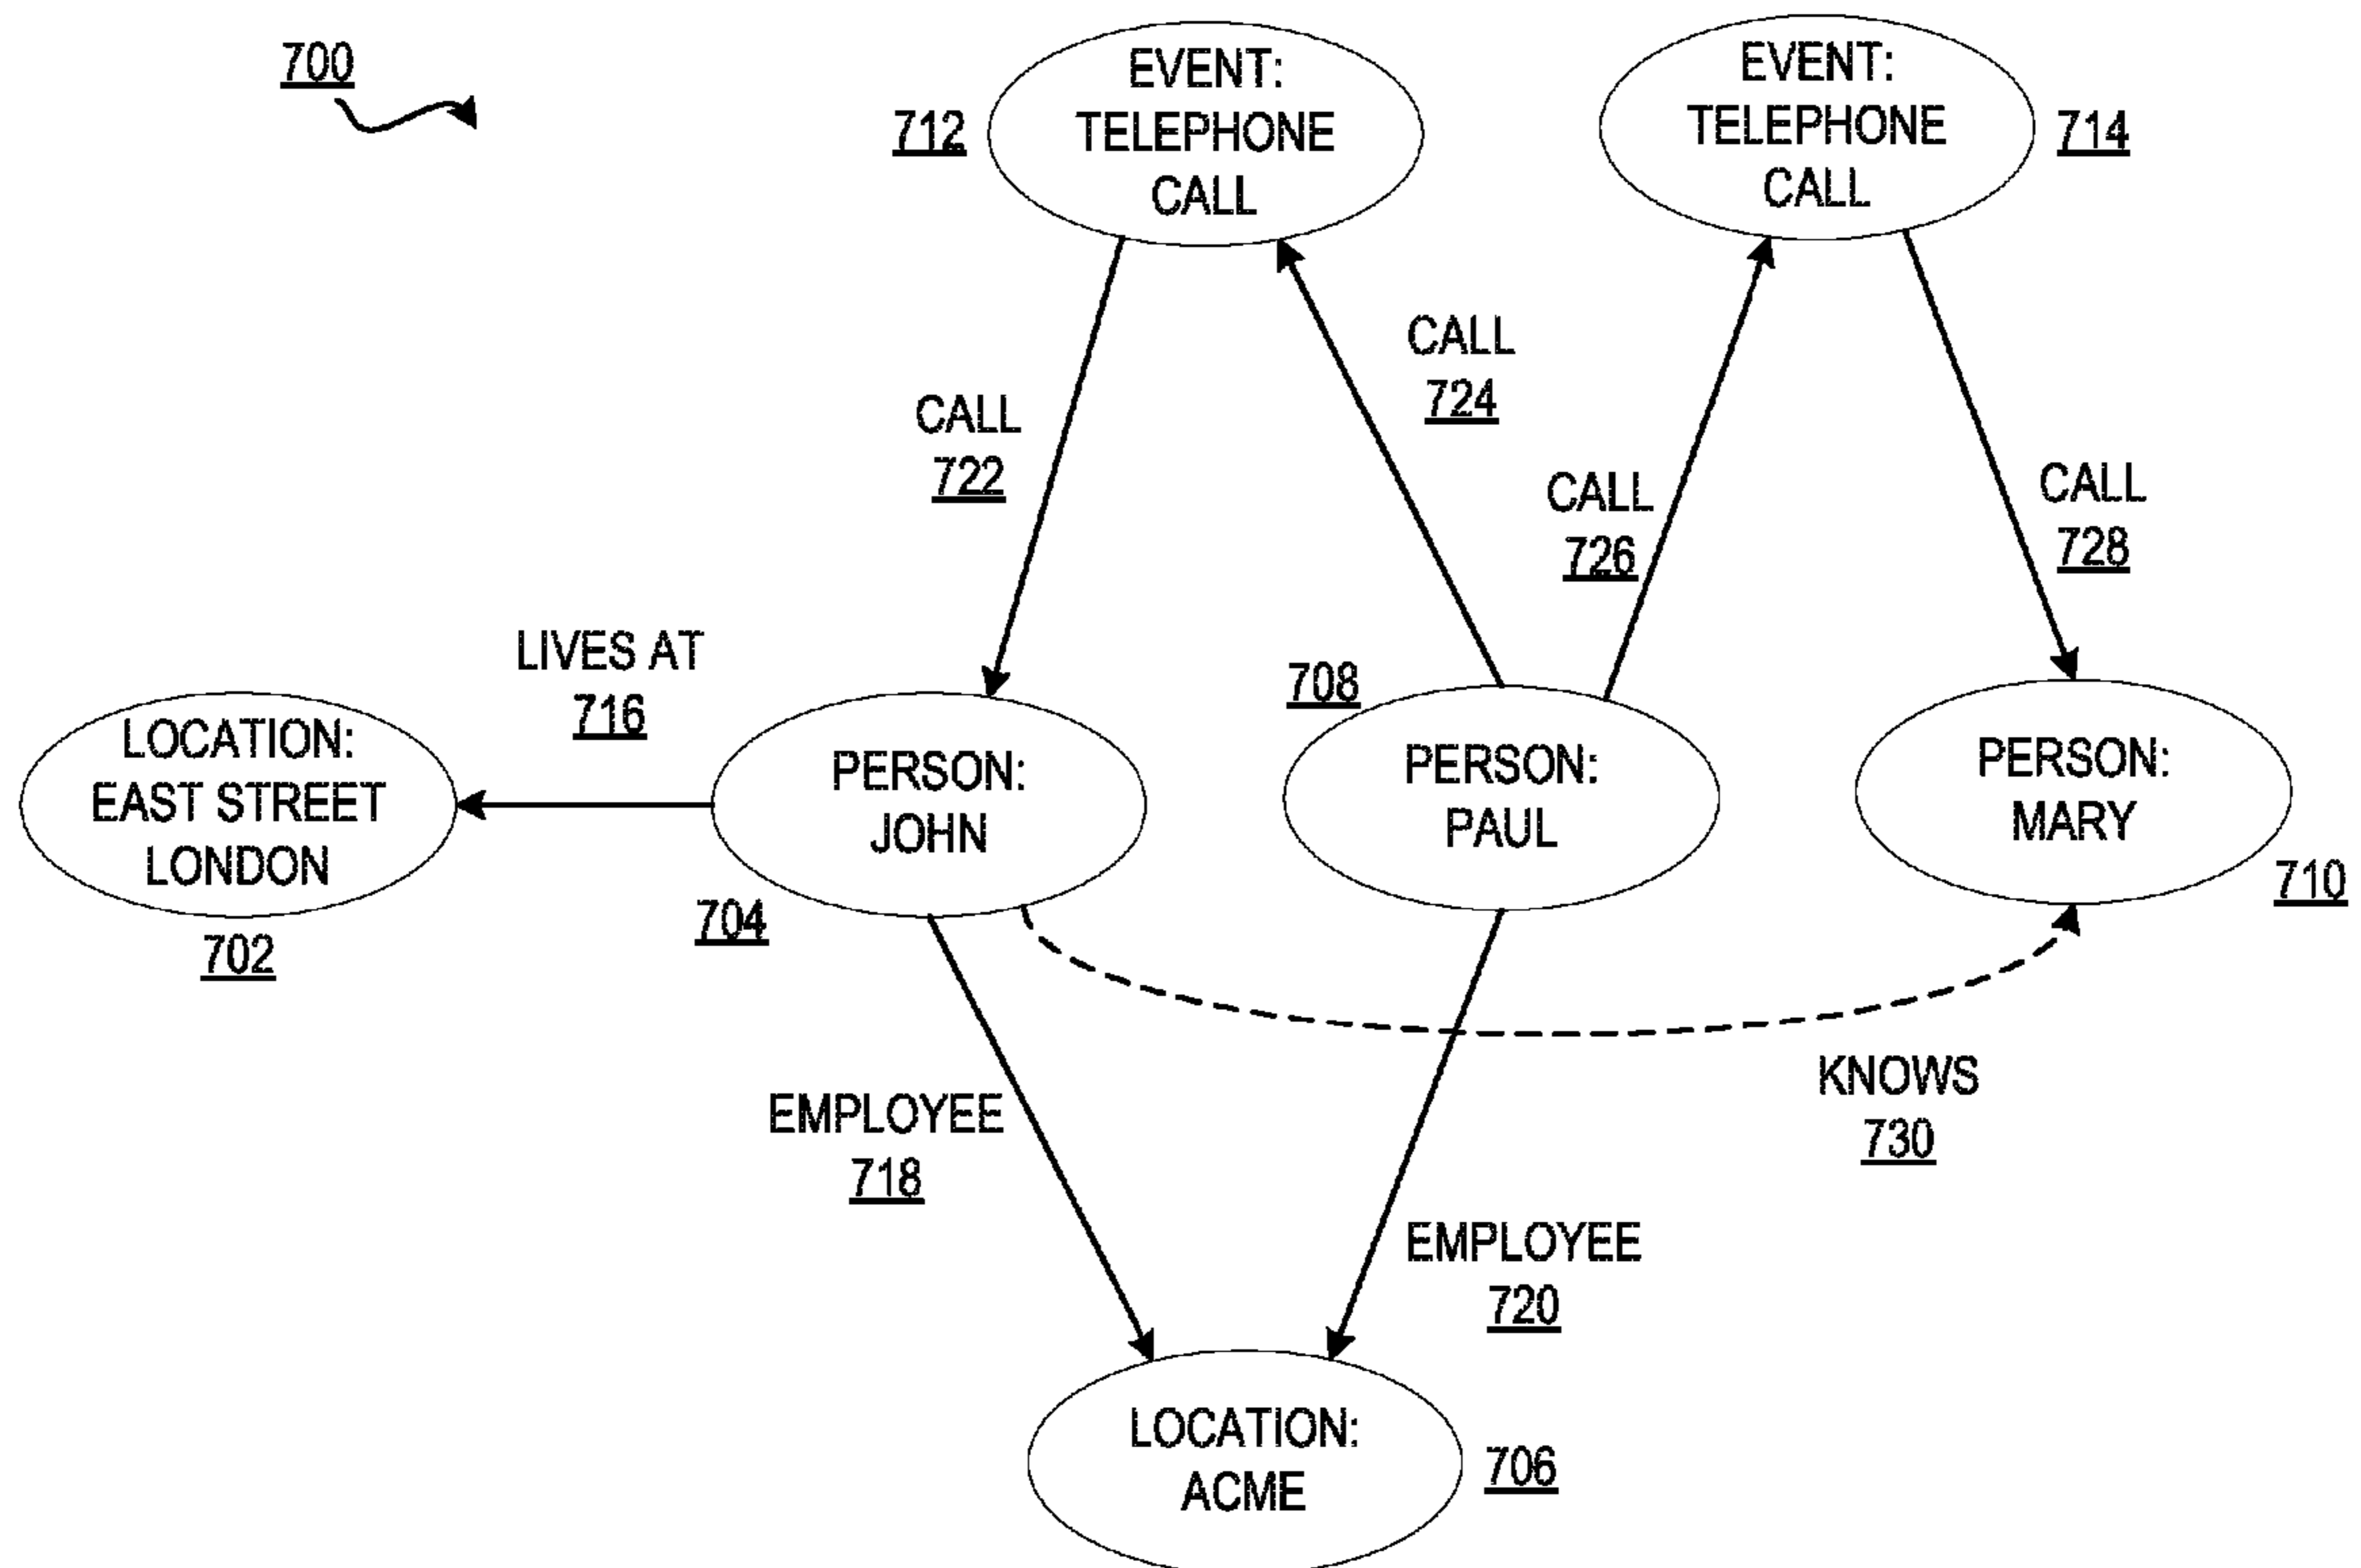 700
EVENT:
TELEPHONE
CALL
712
EVENT:
TELEPHONE
CALL
714
CALL
722
CALL
724
CALL
726
CALL
728
LIVES AT
716
LOCATION:
EAST STREET
LONDON
702
PERSON:
JOHN
704
708
PERSON:
PAUL
PERSON:
MARY
710
KNOWS
730
EMPLOYEE
718
EMPLOYEE
720
LOCATION:
ACME
706